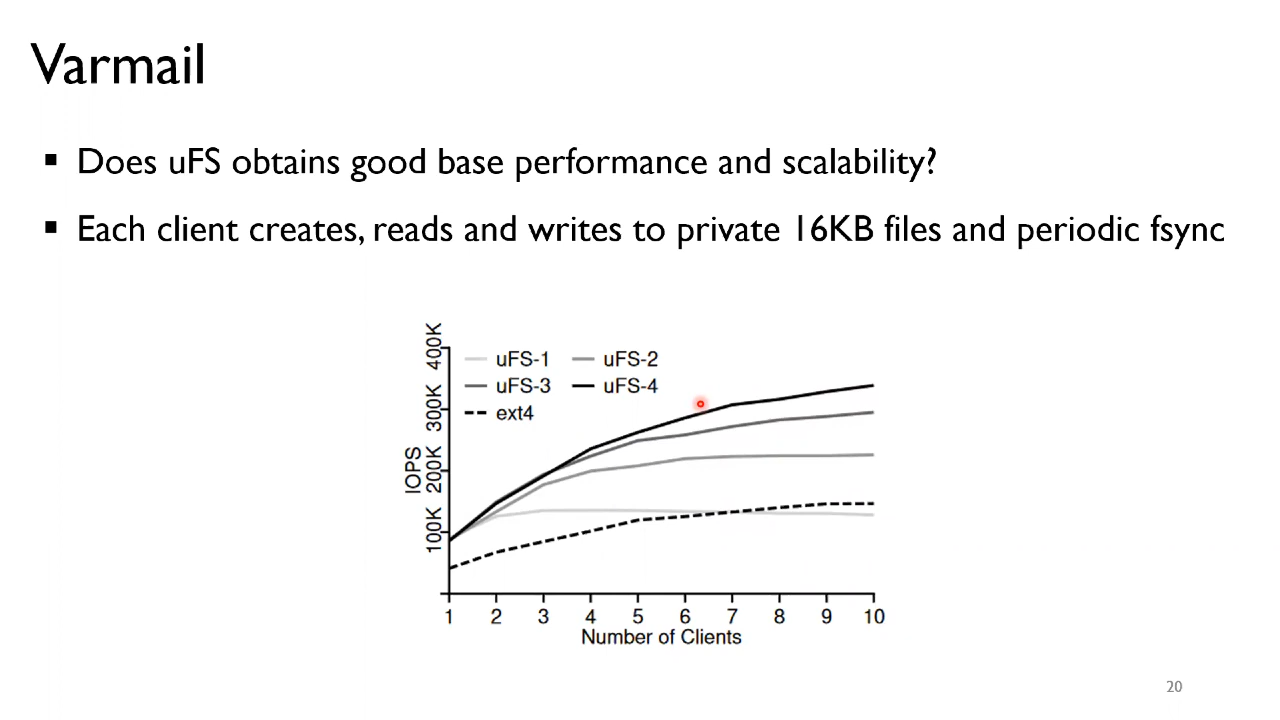 Varmail
▪ Does uFS obtains good base performance and scalability?
▪ Each client creates, reads and writes to private 16KB files and periodic fsync
400K
300K
200K
100K
IOPS
uFS-1 uFS-2
uFS-3 uFS-4
ext4
1 2 3 4 5 6 7 8 9 10
Number of Clients
20